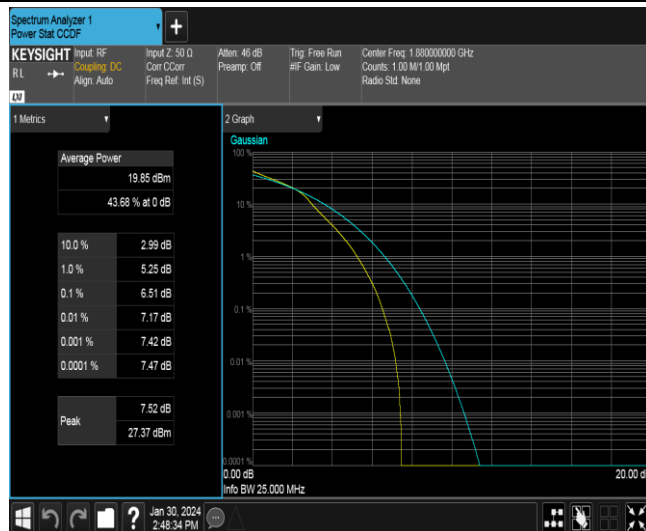 Spectrum Analyzer 1
Power Stat CCDF
+
KEYSIGHT
RL
Input: RF
Coupling: DC
Align: Auto
Input Z: 50 Ω
Corr CCorr
Freq Ref: Int (S)
Atten: 46 dB
Preamp: Off
Trig: Free Run
#IF Gain: Low
Center Freq: 1.880000000 GHz
Counts: 1.00 M/1.00 Mpt
Radio Std: None
LXI
1 Metrics
Average Power
19.85 dBm
43.68 % at 0 dB
10.0 % 2.99 dB
1.0 % 5.25 dB
0.1 % 6.51 dB
0.01 % 7.17 dB
0.001 % 7.42 dB
0.0001 % 7.47 dB
Peak
7.52 dB
27.37 dBm
2 Graph
Gaussian
100 %
10 %
1 %
0.1 %
0.01 %
0.001 %
0.0001 %
0.00 dB
20.00 d
Info BW 25.000 MHz
?
Jan 30, 2024
2:48:34 PM